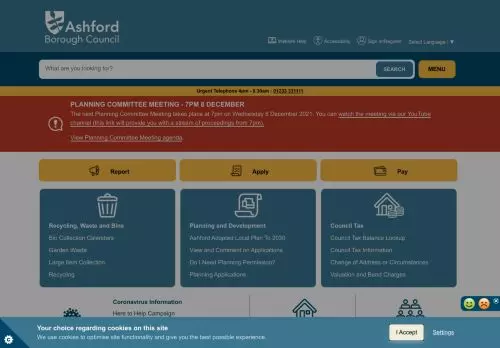 Ashford
Borough Council
Website Help Accessibility Sign in/Register Select Language ▼
What are you looking for? SEARCH MENU
Urgent Telephone 4am - 8.30am : 01233 331111
PLANNING COMMITTEE MEETING - 7PM 8 DECEMBER
The next Planning Committee Meeting takes place at 7pm on Wednesday 8 December 2021. You can watch the meeting via our YouTube
channel (this link will provide you with a stream of proceedings from 7pm).
View Planning Committee Meeting agenda.
Report Apply Pay
Recycling, Waste and Bins
Bin Collection Calendars
Garden Waste
Large Item Collection
Recycling
Planning and Development
Ashford Adopted Local Plan To 2030
View and Comment on Applications
Do I Need Planning Permission?
Planning Applications
Council Tax
Council Tax Balance Lookup
Council Tax Information
Change of Address or Circumstances
Valuation and Band Charges
Coronavirus Information
Here to Help Campaign
Your choice regarding cookies on this site
We use cookies to optimise site functionality and give you the best possible experience.
I Accept Settings